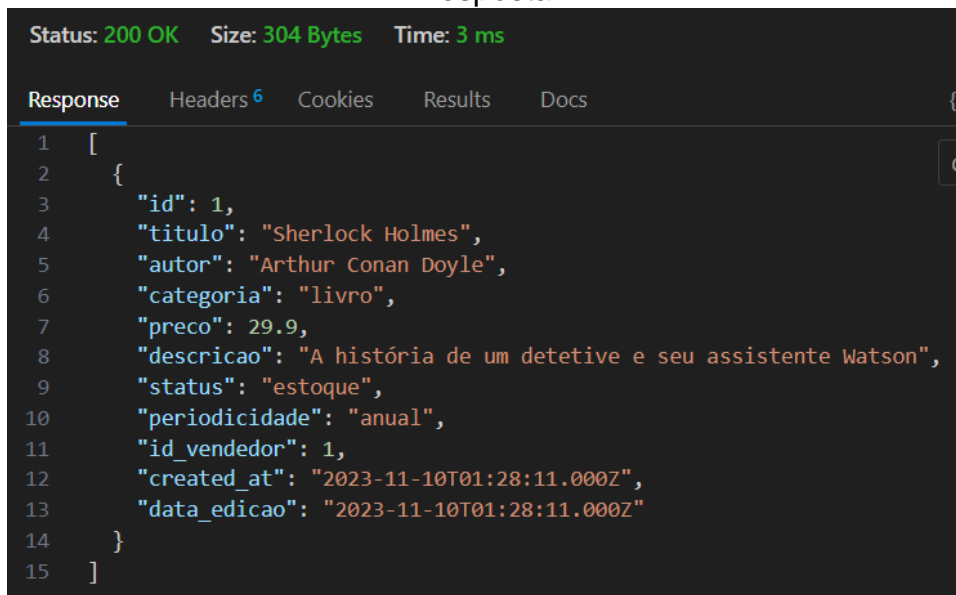 Status: 200 OK Size: 304 Bytes Time: 3 ms
Response Headers 6 Cookies Results Docs {
1 [
2 {
3 "id": 1,
4 "titulo": "Sherlock Holmes",
5 "autor": "Arthur Conan Doyle",
6 "categoria": "livro",
7 "preco": 29.9,
8 "descricao": "A história de um detetive e seu assistente Watson",
9 "status": "estoque",
10 "periodicidade": "anual",
11 "id_vendedor": 1,
12 "created_at": "2023-11-10T01:28:11.000Z",
13 "data_edicao": "2023-11-10T01:28:11.000Z"
14 }
15 ]